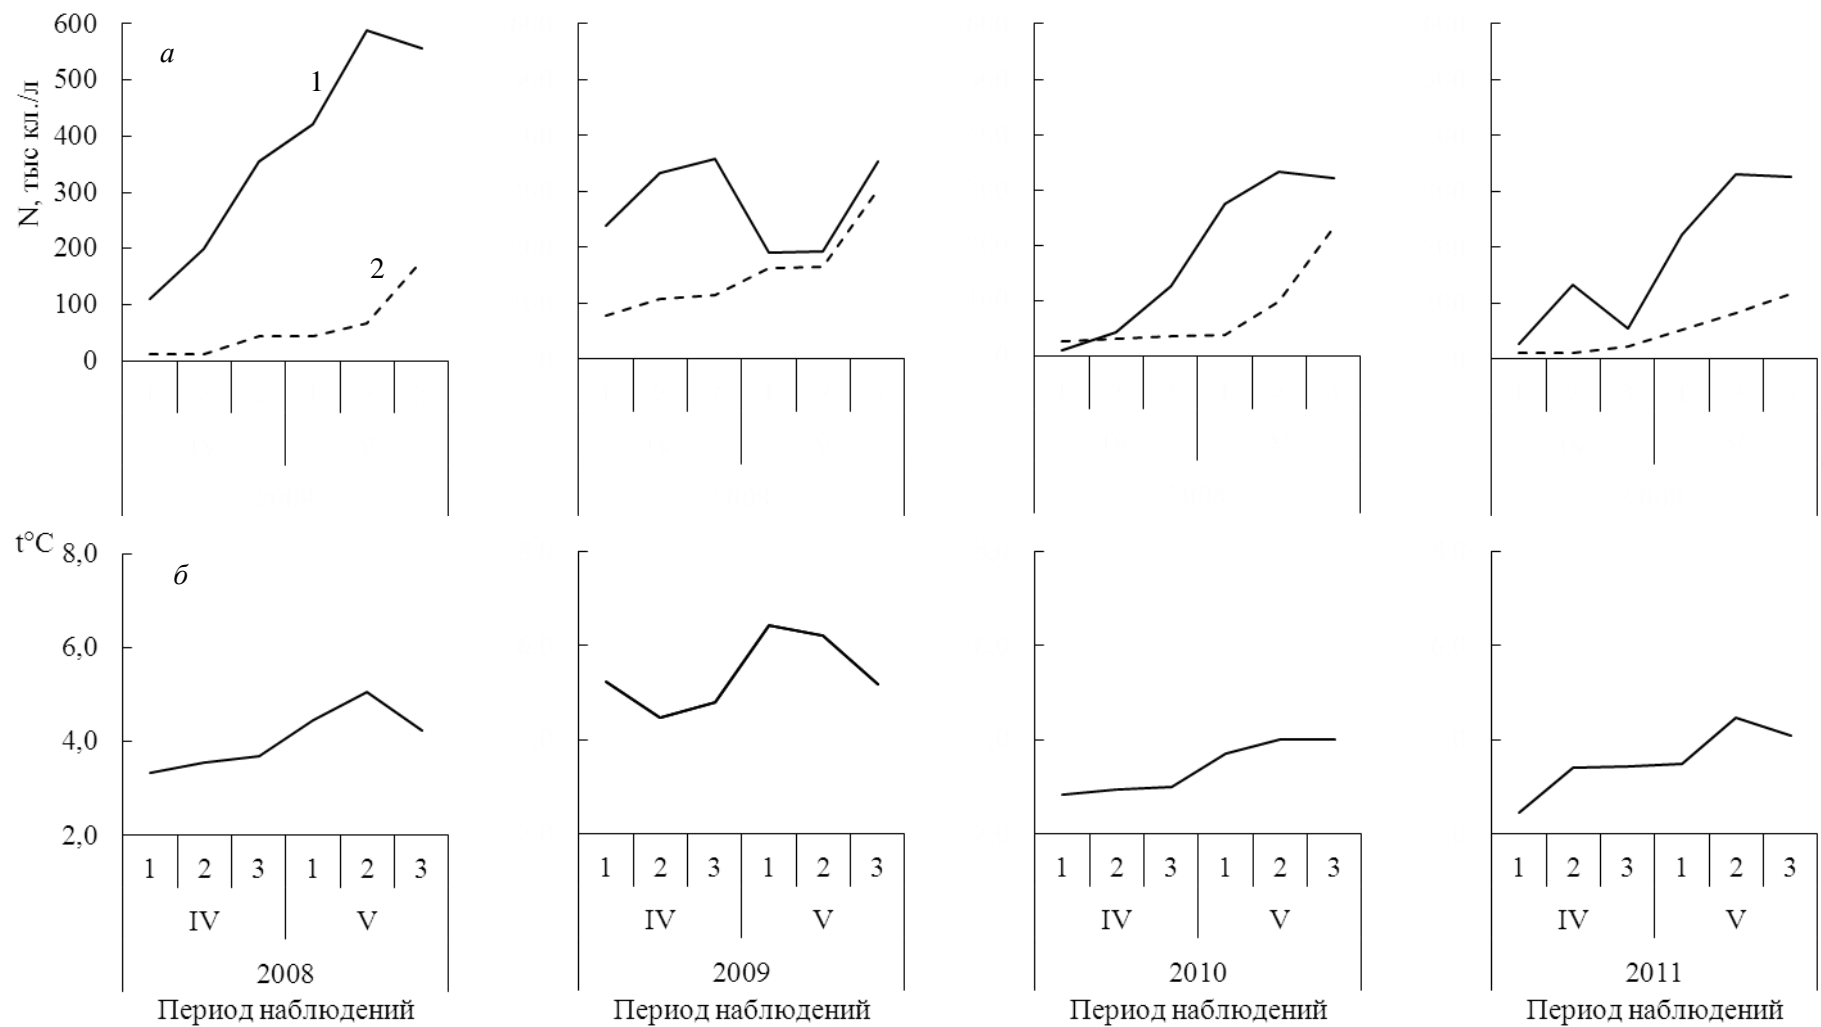 N, тыс кл./л
600
500
400
300
200
100
0
а
1
2
t°C
8,0
6,0
4,0
2,0
б
1 2 3 1 2 3
IV V
2008
Период наблюдений
1 2 3 1 2 3
IV V
2009
Период наблюдений
1 2 3 1 2 3
IV V
2010
Период наблюдений
1 2 3 1 2 3
IV V
2011
Период наблюдений